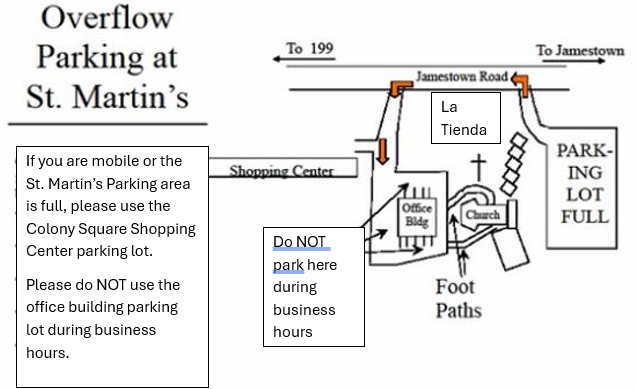 Overflow
Parking at
St. Martin's
If you are mobile or the
St. Martin's Parking area
is full, please use the
Colony Square Shopping
Center parking lot.
Please do NOT use the
office building parking
lot during business
hours.
To 199
To Jamestown
Jamestown Road
La
Tienda
Shopping Center
PARK-
ING
LOT
FULL
Office
Bldg
Church
Do NOT
park here
during
business
hours
Foot
Paths